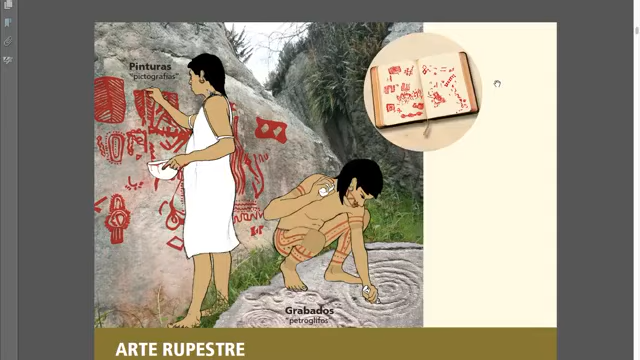 Pinturas
"pictografías"
Grabados
"petroglifos"
ARTE RUPESTRE